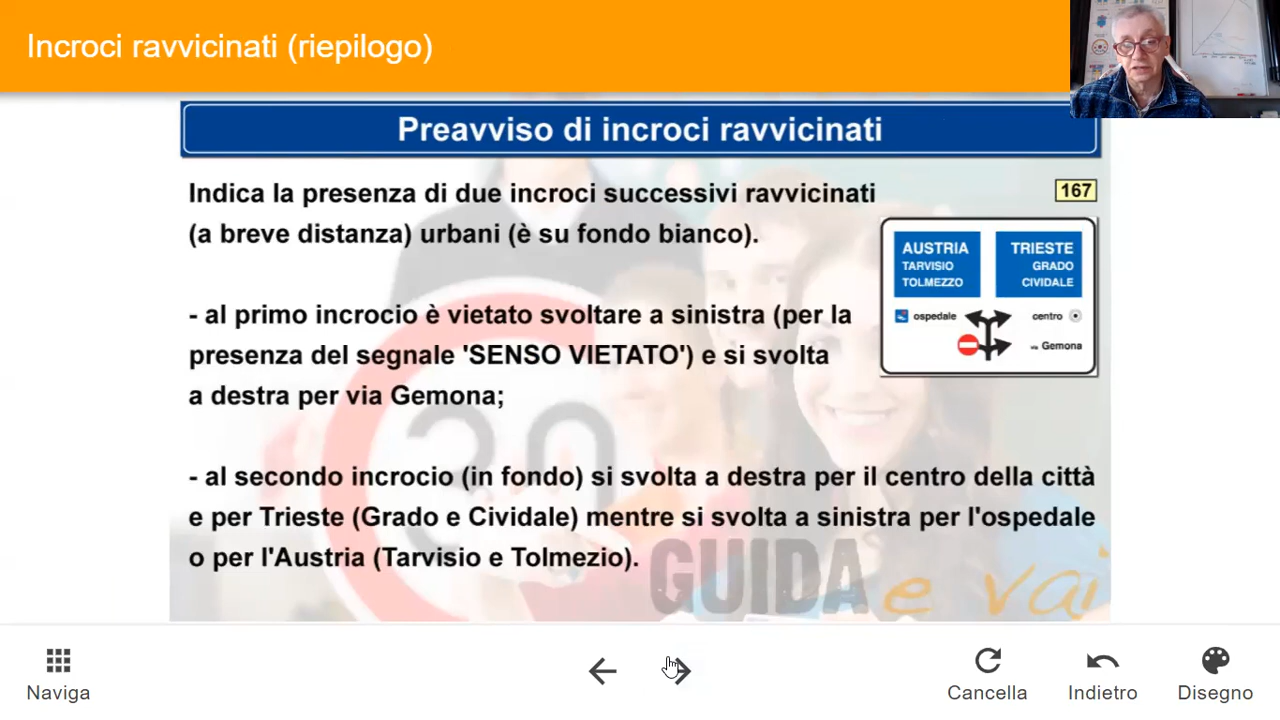 Incroci ravvicinati (riepilogo)
Preavviso di incroci ravvicinati
Indica la presenza di due incroci successivi ravvicinati
(a breve distanza) urbani (è su fondo bianco).
167
AUSTRIA
TARVISIO
TOLMEZZO
TRIESTE
GRADO
CIVIDALE
ospedale
centro
via Gemona
- al primo incrocio è vietato svoltare a sinistra (per la
presenza del segnale 'SENSO VIETATO') e si svolta
a destra per via Gemona;
- al secondo incrocio (in fondo) si svolta a destra per il centro della città
e per Trieste (Grado e Cividale) mentre si svolta a sinistra per l'ospedale
o per l'Austria (Tarvisio e Tolmezio).
30
GUIDA e vai
Naviga
Cancella
Indietro
Disegno